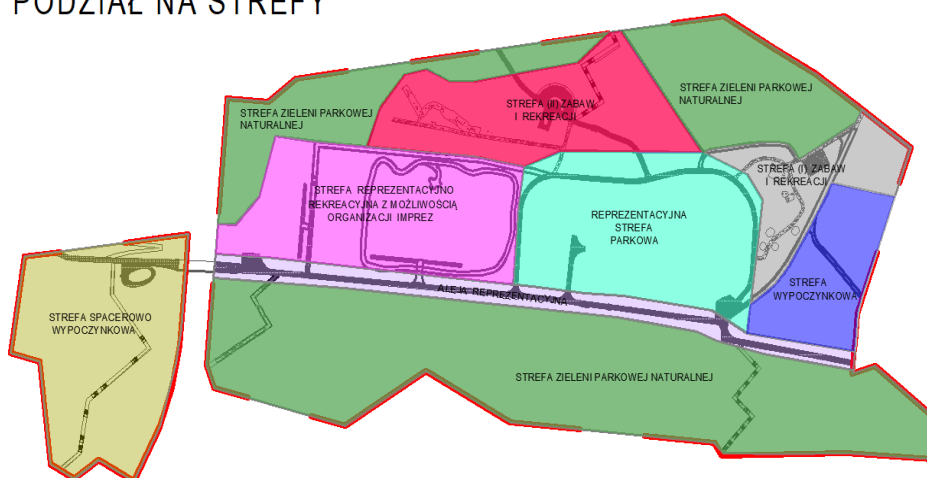 PODZIAŁ NA STREFY
STREFA ZIELENI PARKOWEJ
NATURALNEJ
STREFA (II) ZABAW
I REKREACJI
STREFA ZIELENI PARKOWEJ
NATURALNEJ
STREFA (I) ZABAW
I REKREACJI
STREFA REPREZENTACYJNO
REKREACYJNA Z MOŻLIWOŚCIĄ
ORGANIZACJI IMPREZ
REPREZENTACYJNA
STREFA
PARKOWA
STREFA
WYPOCZYNKOWA
ALEJA REPREZENTACYJNA
STREFA SPACEROWO
WYPOCZYNKOWA
STREFA ZIELENI PARKOWEJ NATURALNEJ